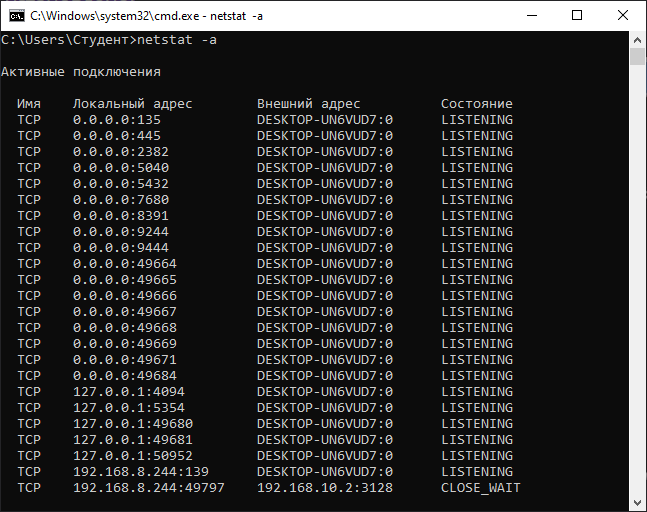 C:\Windows\system32\cmd.exe - netstat -a
C:\Users\Студент>netstat -a
Активные подключения
Имя Локальный адрес Внешний адрес Состояние
TCP 0.0.0.0:135 DESKTOP-UN6VUD7:0 LISTENING
TCP 0.0.0.0:445 DESKTOP-UN6VUD7:0 LISTENING
TCP 0.0.0.0:2382 DESKTOP-UN6VUD7:0 LISTENING
TCP 0.0.0.0:5040 DESKTOP-UN6VUD7:0 LISTENING
TCP 0.0.0.0:5432 DESKTOP-UN6VUD7:0 LISTENING
TCP 0.0.0.0:7680 DESKTOP-UN6VUD7:0 LISTENING
TCP 0.0.0.0:8391 DESKTOP-UN6VUD7:0 LISTENING
TCP 0.0.0.0:9244 DESKTOP-UN6VUD7:0 LISTENING
TCP 0.0.0.0:9444 DESKTOP-UN6VUD7:0 LISTENING
TCP 0.0.0.0:49664 DESKTOP-UN6VUD7:0 LISTENING
TCP 0.0.0.0:49665 DESKTOP-UN6VUD7:0 LISTENING
TCP 0.0.0.0:49666 DESKTOP-UN6VUD7:0 LISTENING
TCP 0.0.0.0:49667 DESKTOP-UN6VUD7:0 LISTENING
TCP 0.0.0.0:49668 DESKTOP-UN6VUD7:0 LISTENING
TCP 0.0.0.0:49669 DESKTOP-UN6VUD7:0 LISTENING
TCP 0.0.0.0:49671 DESKTOP-UN6VUD7:0 LISTENING
TCP 0.0.0.0:49684 DESKTOP-UN6VUD7:0 LISTENING
TCP 127.0.0.1:4094 DESKTOP-UN6VUD7:0 LISTENING
TCP 127.0.0.1:5354 DESKTOP-UN6VUD7:0 LISTENING
TCP 127.0.0.1:49680 DESKTOP-UN6VUD7:0 LISTENING
TCP 127.0.0.1:49681 DESKTOP-UN6VUD7:0 LISTENING
TCP 127.0.0.1:50952 DESKTOP-UN6VUD7:0 LISTENING
TCP 192.168.8.244:139 DESKTOP-UN6VUD7:0 LISTENING
TCP 192.168.8.244:49797 192.168.10.2:3128 CLOSE_WAIT